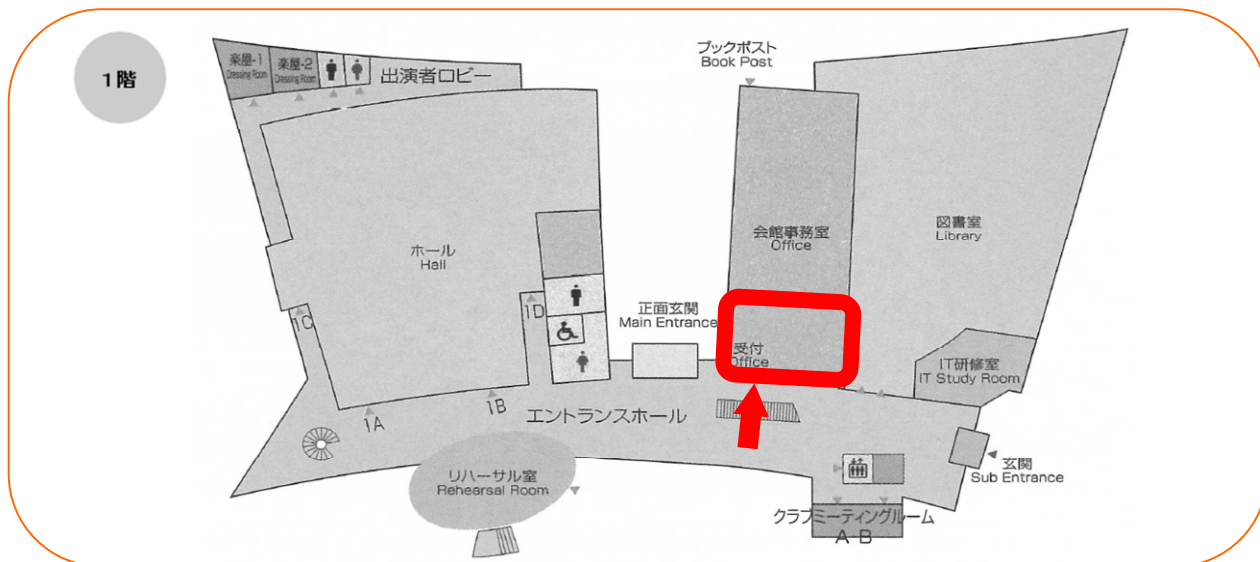 1階
楽屋-1
Dressing Room
楽屋-2
Dressing Room
出演者ロビー
ブックポスト
Book Post
会館事務室
Office
図書室
Library
ホール
Hall
1C
1D
正面玄関
Main Entrance
受付
Office
IT研修室
IT Study Room
1A
1B
エントランスホール
リハーサル室
Rehearsal Room
玄関
Sub Entrance
クラブミーティングルーム
A・B